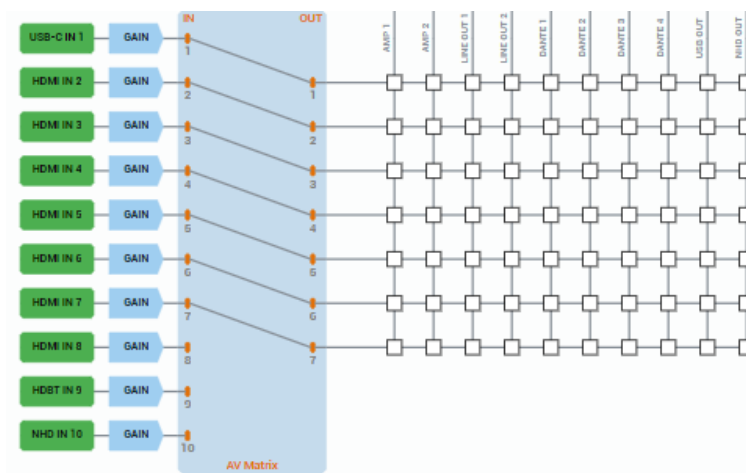 IN OUT
AMP 1
AMP 2
LINE OUT 1
LINE OUT 2
DANTE 1
DANTE 2
DANTE 3
DANTE 4
USB OUT
NHD OUT
USB-C IN 1 GAIN 1
HDMI IN 2 GAIN 2 1
HDMI IN 3 GAIN 3 2
HDMI IN 4 GAIN 4 3
HDMI IN 5 GAIN 5 4
HDMI IN 6 GAIN 6 5
HDMI IN 7 GAIN 7 6
HDMI IN 8 GAIN 8 7
HDBT IN 9 GAIN 9
NHD IN 10 GAIN 10
AV Matrix